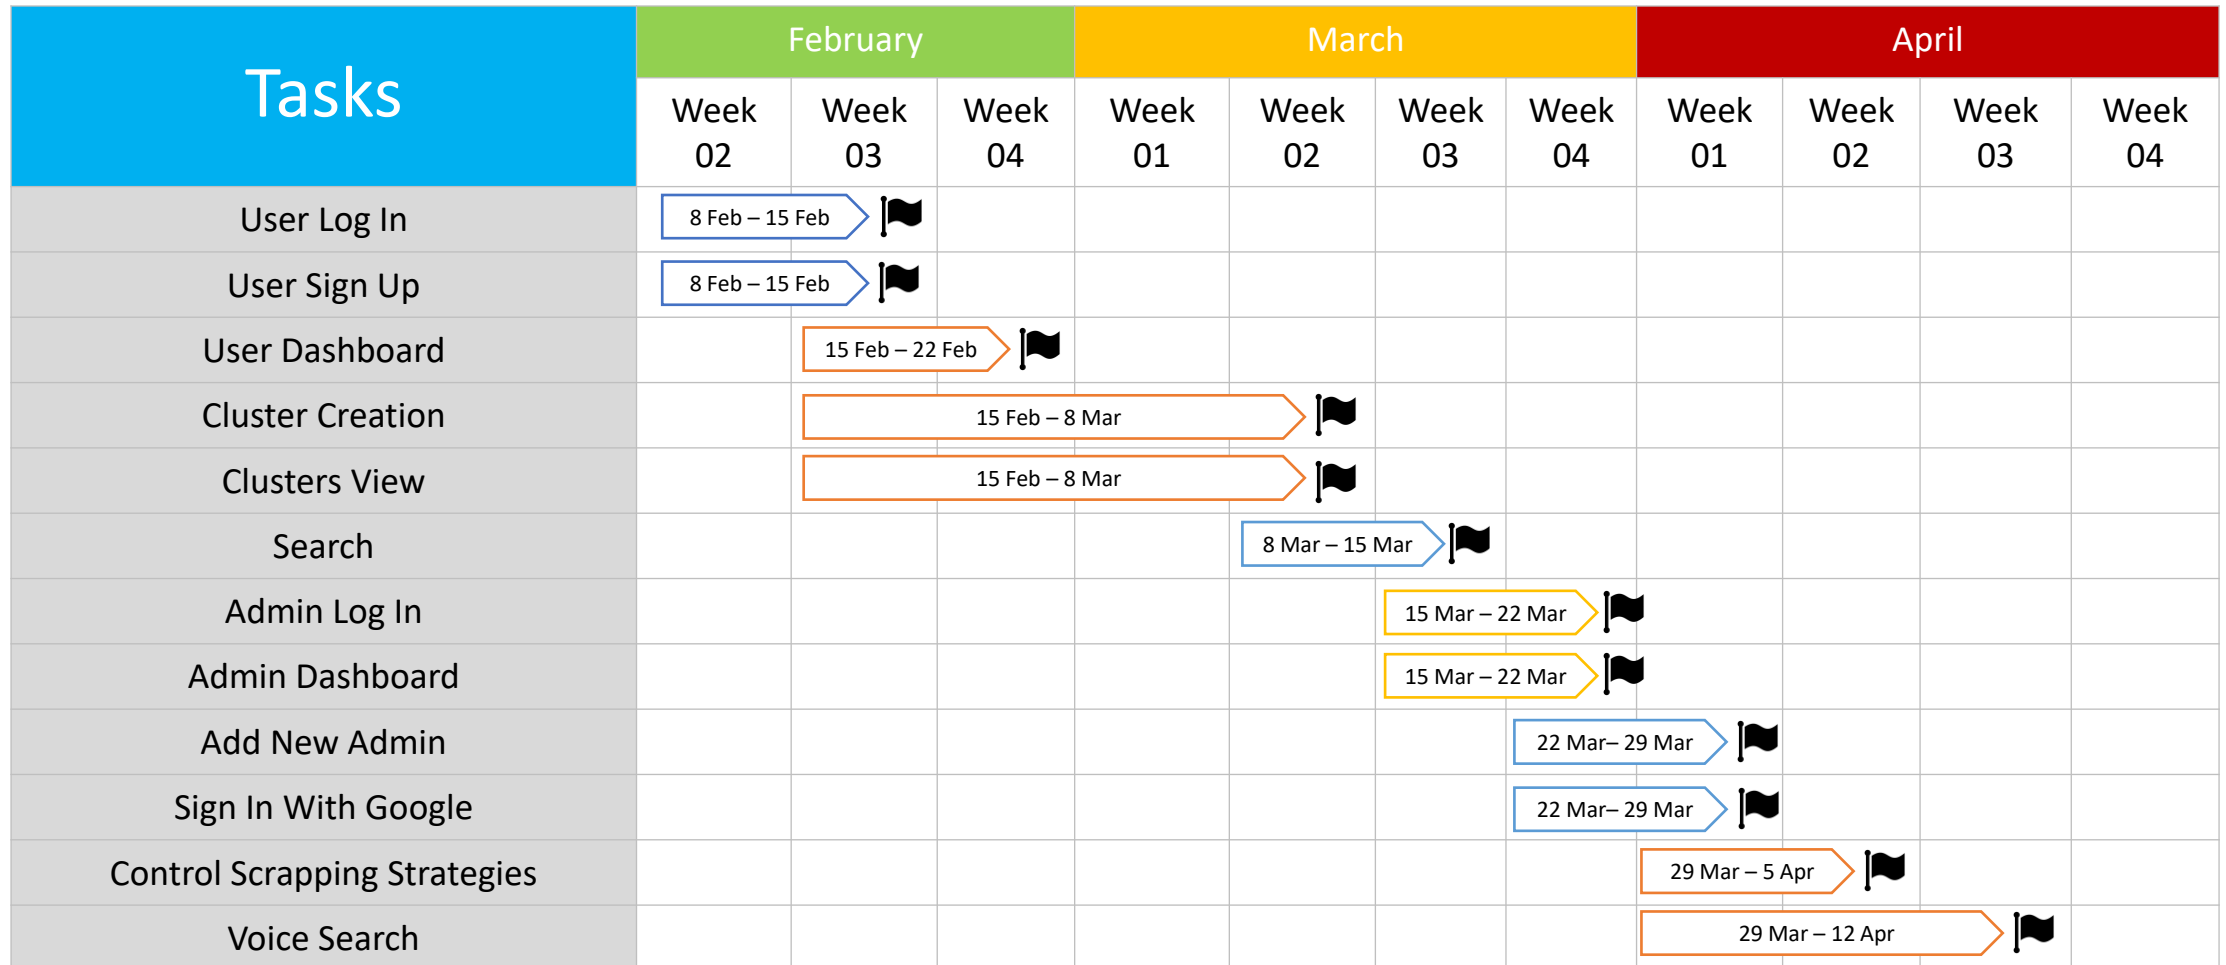 Tasks
February
March
April
Week 02
Week 03
Week 04
Week 01
Week 02
Week 03
Week 04
Week 01
Week 02
Week 03
Week 04
User Log In
8 Feb – 15 Feb
User Sign Up
8 Feb – 15 Feb
User Dashboard
15 Feb – 22 Feb
Cluster Creation
15 Feb – 8 Mar
Clusters View
15 Feb – 8 Mar
Search
8 Mar – 15 Mar
Admin Log In
15 Mar – 22 Mar
Admin Dashboard
15 Mar – 22 Mar
Add New Admin
22 Mar– 29 Mar
Sign In With Google
22 Mar– 29 Mar
Control Scrapping Strategies
29 Mar – 5 Apr
Voice Search
29 Mar – 12 Apr